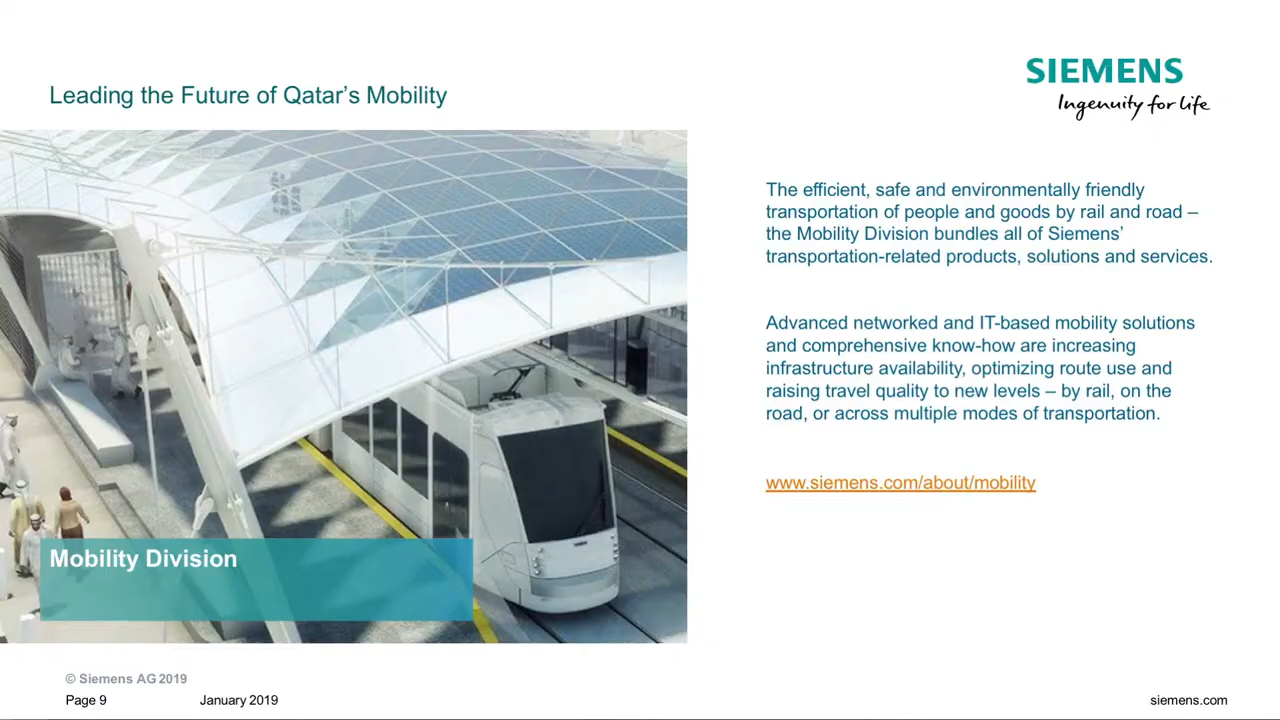 SIEMENS
Ingenuity for life
Leading the Future of Qatar’s Mobility
The efficient, safe and environmentally friendly
transportation of people and goods by rail and road –
the Mobility Division bundles all of Siemens’
transportation-related products, solutions and services.
Advanced networked and IT-based mobility solutions
and comprehensive know-how are increasing
infrastructure availability, optimizing route use and
raising travel quality to new levels – by rail, on the
road, or across multiple modes of transportation.
www.siemens.com/about/mobility
Mobility Division
© Siemens AG 2019
Page 9 January 2019 siemens.com